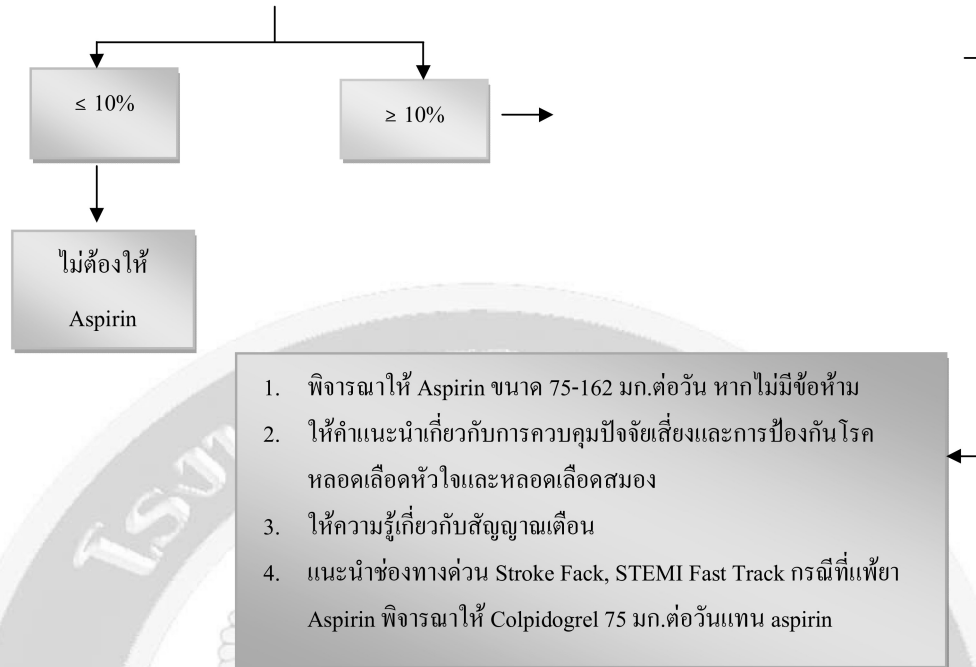 ≤ 10%
≥ 10%
ไม่ต้องให้
Aspirin
1. พิจารณาให้ Aspirin ขนาด 75-162 มก.ต่อวัน หากไม่มีข้อห้าม
2. ให้คำแนะนำเกี่ยวกับการควบคุมปัจจัยเสี่ยงและการป้องกันโรค
หลอดเลือดหัวใจและหลอดเลือดสมอง
3. ให้ความรู้เกี่ยวกับสัญญาณเตือน
4. แนะนำช่องทางด่วน Stroke Fack, STEMI Fast Track กรณีที่แพ้ยา
Aspirin พิจารณาให้ Colpidogrel 75 มก.ต่อวันแทน aspirin